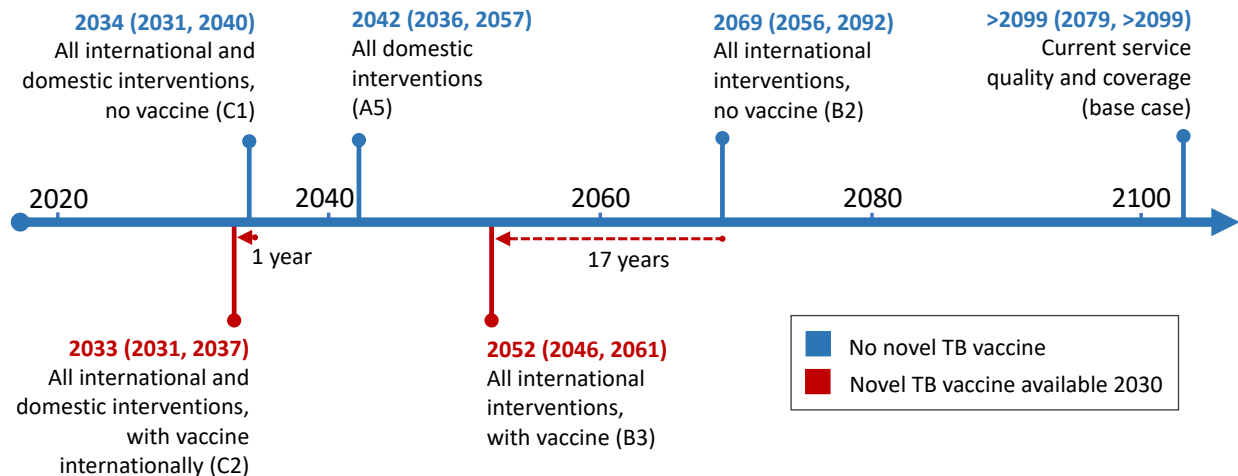 2034 (2031, 2040)
All international and
domestic interventions,
no vaccine (C1)
2042 (2036, 2057)
All domestic
interventions
(A5)
2069 (2056, 2092)
All international
interventions,
no vaccine (B2)
>2099 (2079, >2099)
Current service
quality and coverage
(base case)
2020
2040
2060
2080
2100
1 year
17 years
2033 (2031, 2037)
All international and
domestic interventions,
with vaccine
internationally (C2)
2052 (2046, 2061)
All international
interventions,
with vaccine (B3)
No novel TB vaccine
Novel TB vaccine available 2030